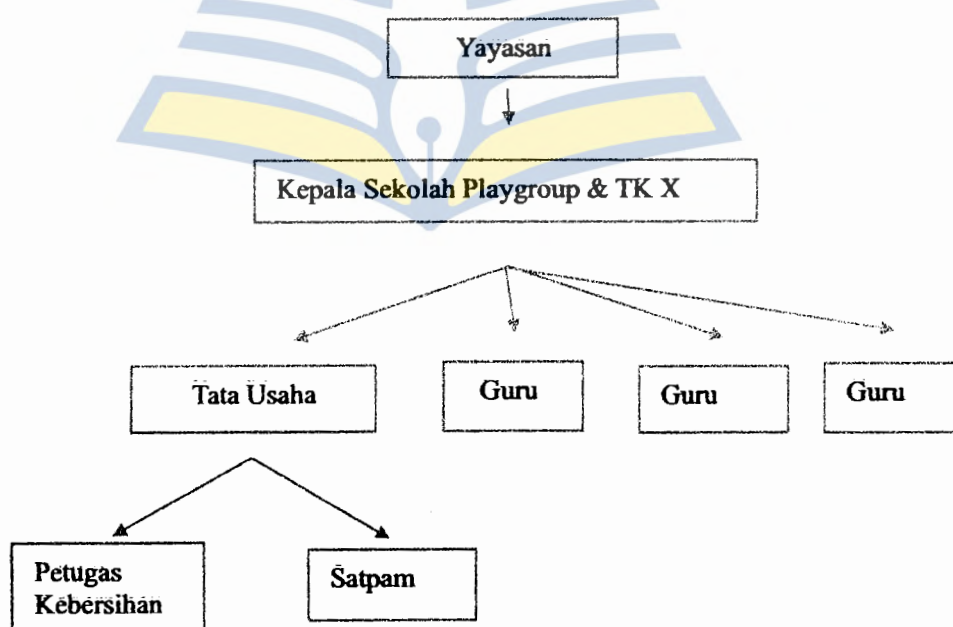 Yayasan
Kepala Sekolah Playgroup & TK X
Tata Usaha
Guru
Guru
Guru
Petugas
Kebersihan
Satpam